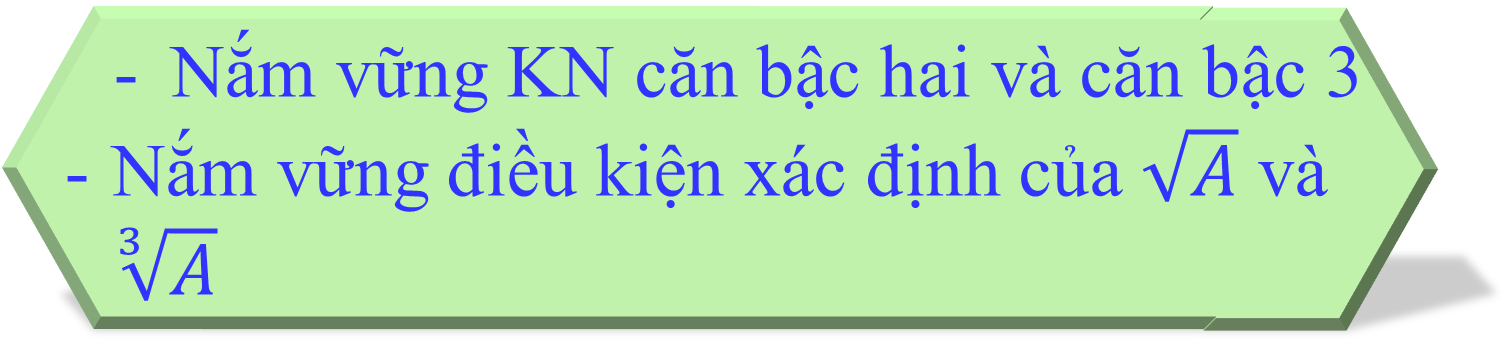 - Nắm vững KN căn bậc hai và căn bậc 3
- Nắm vững điều kiện xác định của √A và
∛A